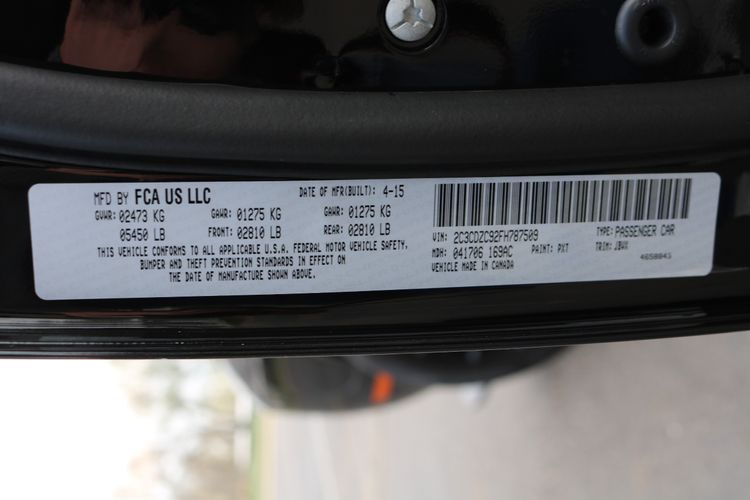 MFD BY FCA US LLC DATE OF MFR(BUILT): 4-15
GVWR: 02473 KG GAWR: 01275 KG GAWR: 01275 KG
05450 LB FRONT: 02810 LB REAR: 02810 LB
THIS VEHICLE CONFORMS TO ALL APPLICABLE U.S.A. FEDERAL MOTOR VEHICLE SAFETY,
BUMPER AND THEFT PREVENTION STANDARDS IN EFFECT ON
THE DATE OF MANUFACTURE SHOWN ABOVE.
VIN: 2C3CDZC92FH787509 TYPE: PASSENGER CAR
MDH: 041706 169AC PAINT: PXT TRIM: JBVX
VEHICLE MADE IN CANADA 4658841